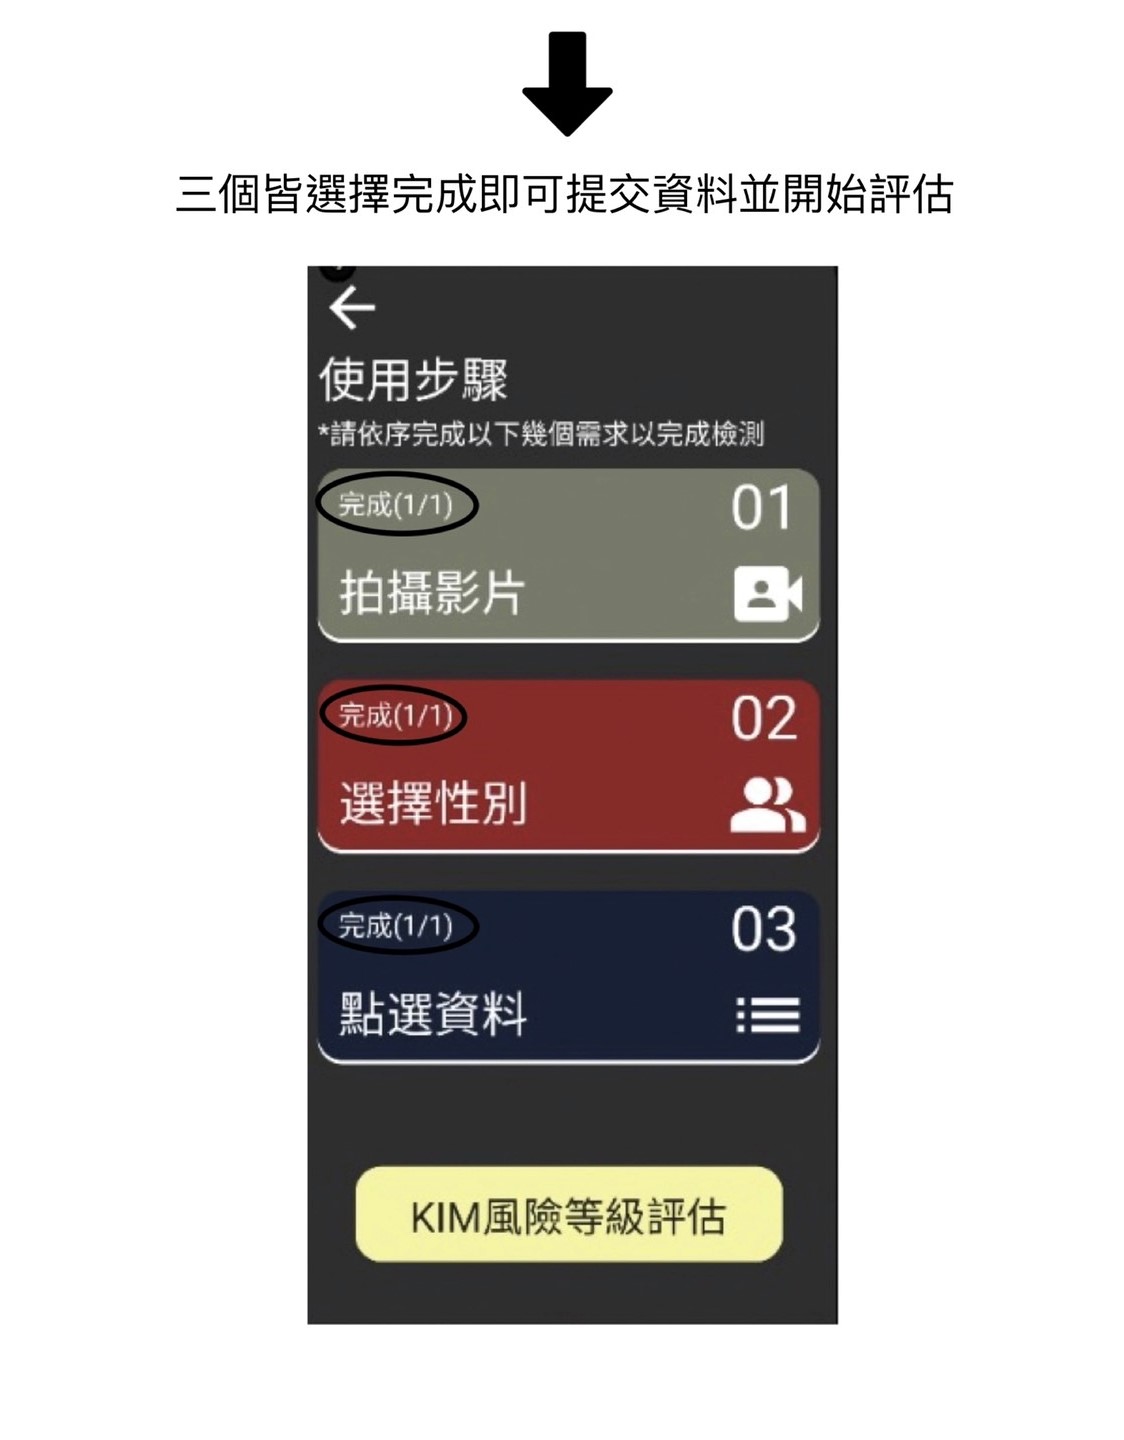 三個皆選擇完成即可提交資料並開始評估
使用步驟
*請依序完成以下幾個需求以完成檢測
完成(1/1)
01
拍攝影片
完成(1/1)
02
選擇性別
完成(1/1)
03
點選資料
KIM風險等級評估